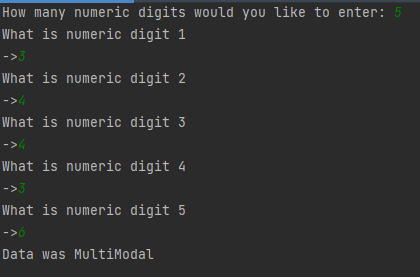 How many numeric digits would you like to enter: 5
What is numeric digit 1
->3
What is numeric digit 2
->4
What is numeric digit 3
->4
What is numeric digit 4
->3
What is numeric digit 5
->6
Data was MultiModal